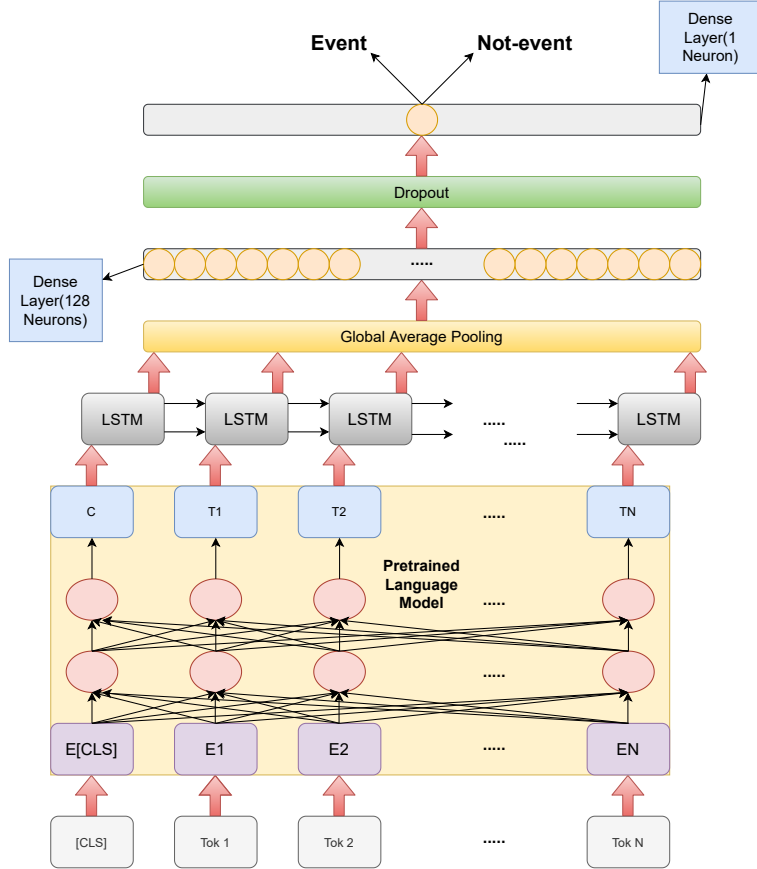 Dense
Layer(1
Neuron)
Event
Not-event
Dropout
Dense
Layer(128
Neurons)
.....
Global Average Pooling
LSTM
LSTM
LSTM
.....
.....
LSTM
C
T1
T2
.....
TN
Pretrained
Language
Model
.....
.....
E[CLS]
E1
E2
.....
EN
[CLS]
Tok 1
Tok 2
.....
Tok N